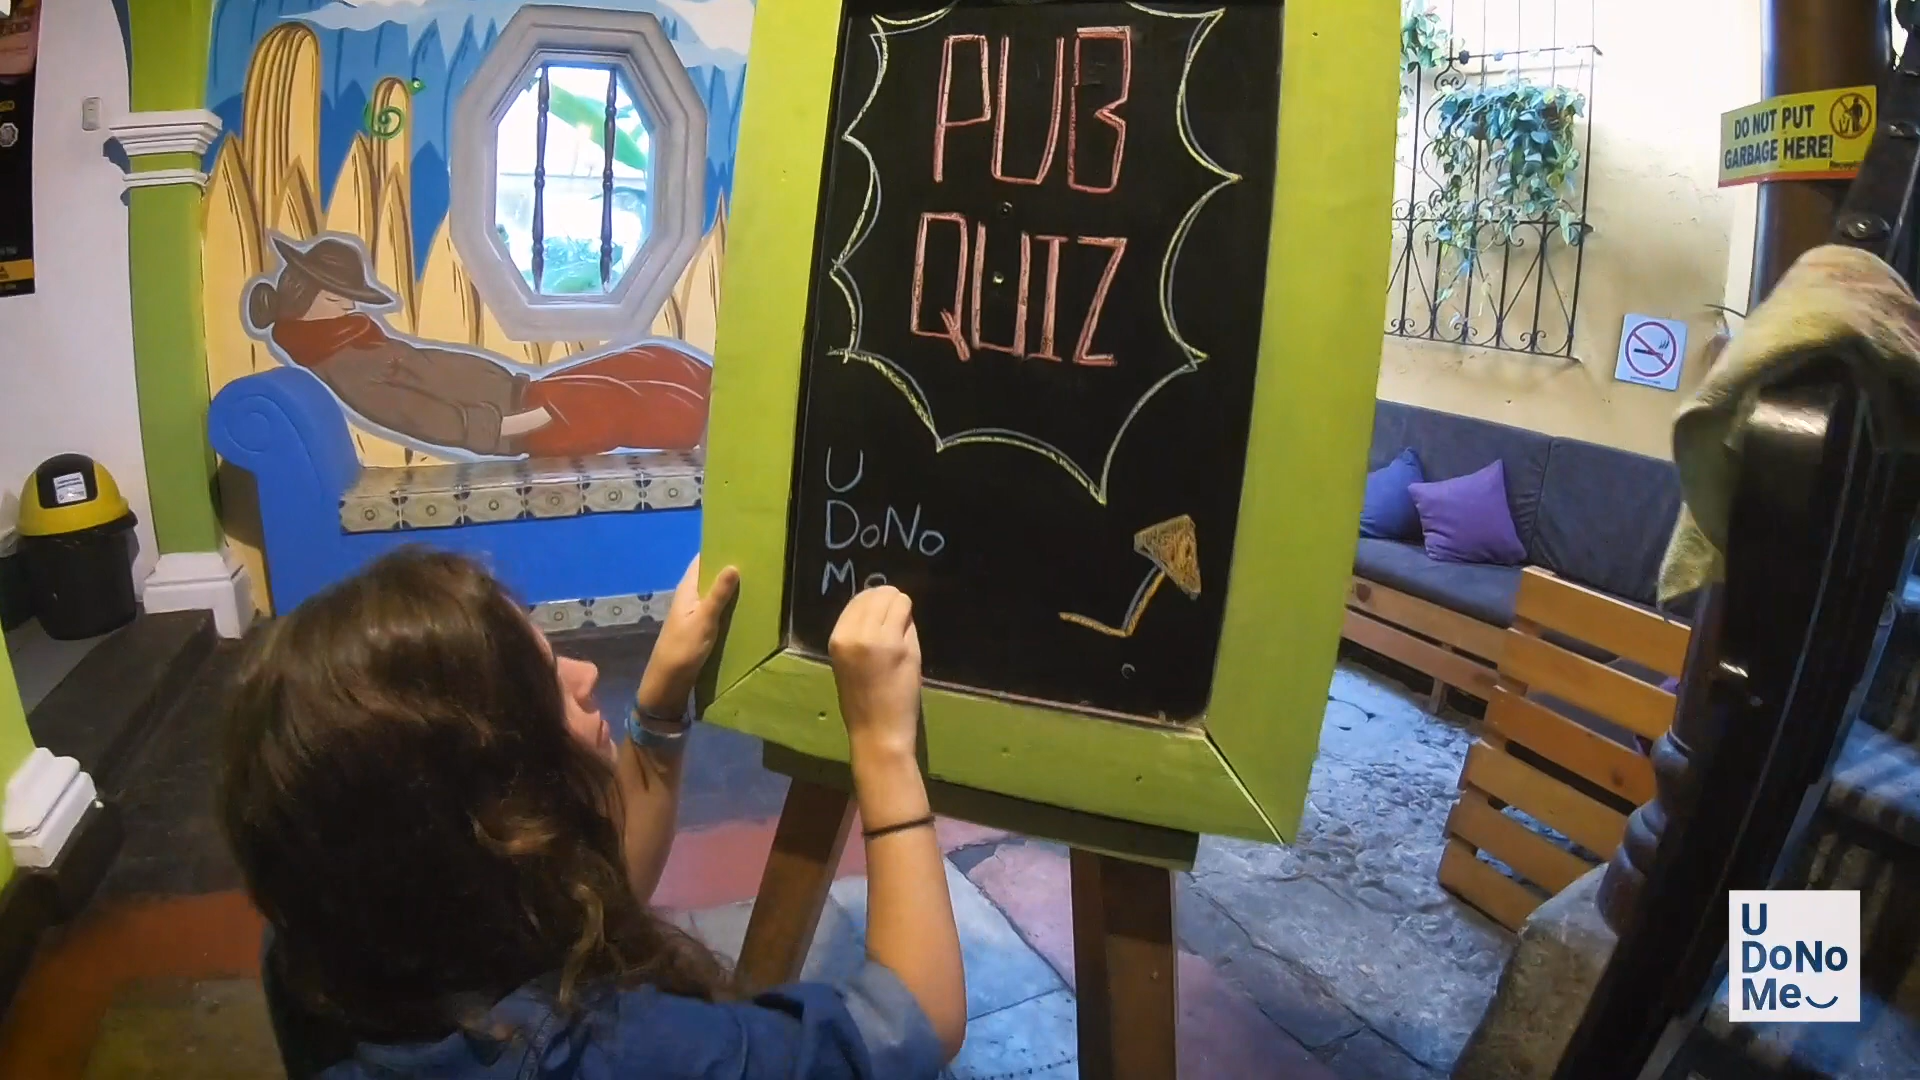 PUB
QUIZ
U
DoNo
Me
DO NOT PUT
GARBAGE HERE!
U
DoNo
Me